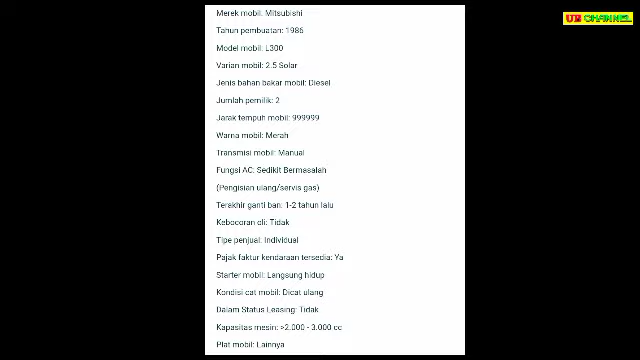 Merek mobil: Mitsubishi
UB CHANNEL
Tahun pembuatan: 1986
Model mobil: L300
Varian mobil: 2.5 Solar
Jenis bahan bakar mobil: Diesel
Jumlah pemilik: 2
Jarak tempuh mobil: 999999
Warna mobil: Merah
Transmisi mobil: Manual
Fungsi AC: Sedikit Bermasalah
(Pengisian ulang/servis gas)
Terakhir ganti ban: 1-2 tahun lalu
Kebocoran oli: Tidak
Tipe penjual: Individual
Pajak faktur kendaraan tersedia: Ya
Starter mobil: Langsung hidup
Kondisi cat mobil: Dicat ulang
Dalam Status Leasing: Tidak
Kapasitas mesin: >2.000 - 3.000 cc
Plat mobil: Lainnya